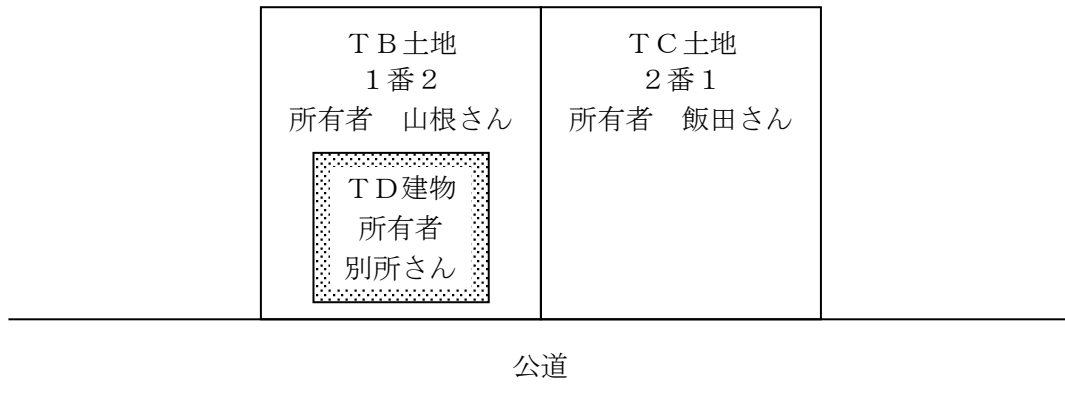 ＴＢ土地
１番２
所有者　山根さん
ＴＣ土地
２番１
所有者　飯田さん
ＴＤ建物
所有者
別所さん
公道